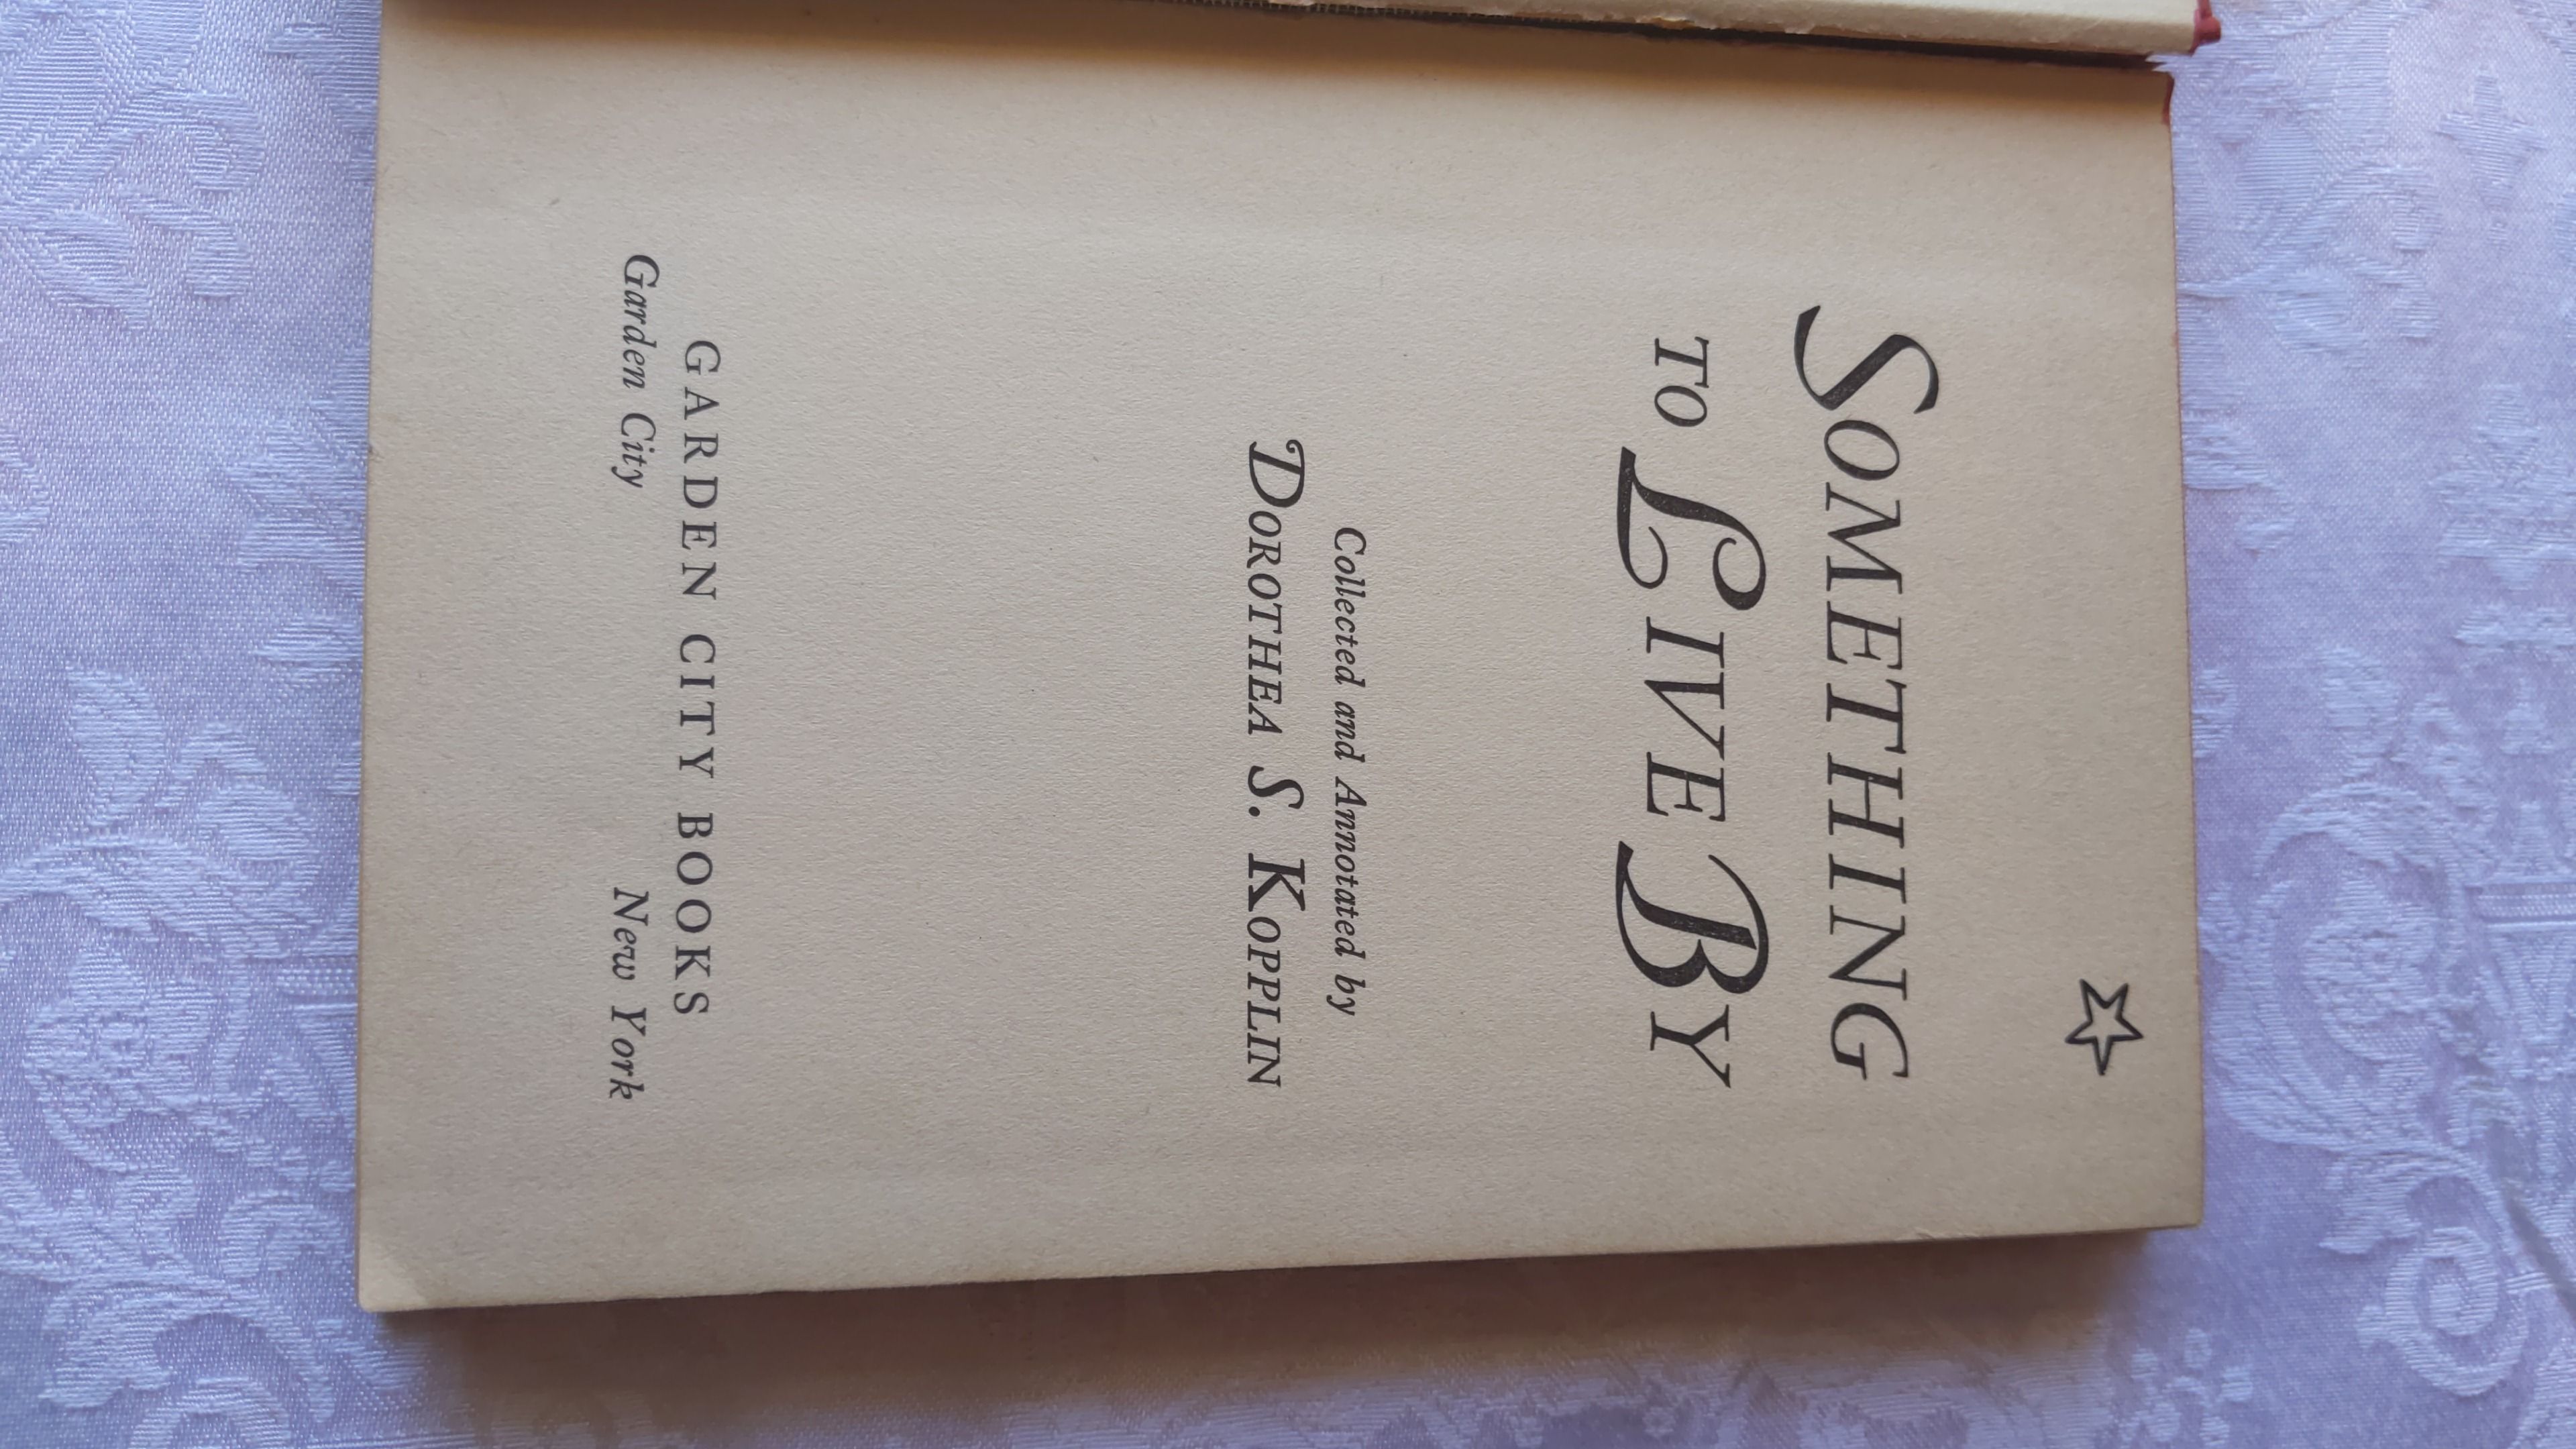 SOMETHING
TO LIVE BY
Collected and Annotated by
DOROTHEA S. KOPPLIN
GARDEN CITY BOOKS
Garden City New York